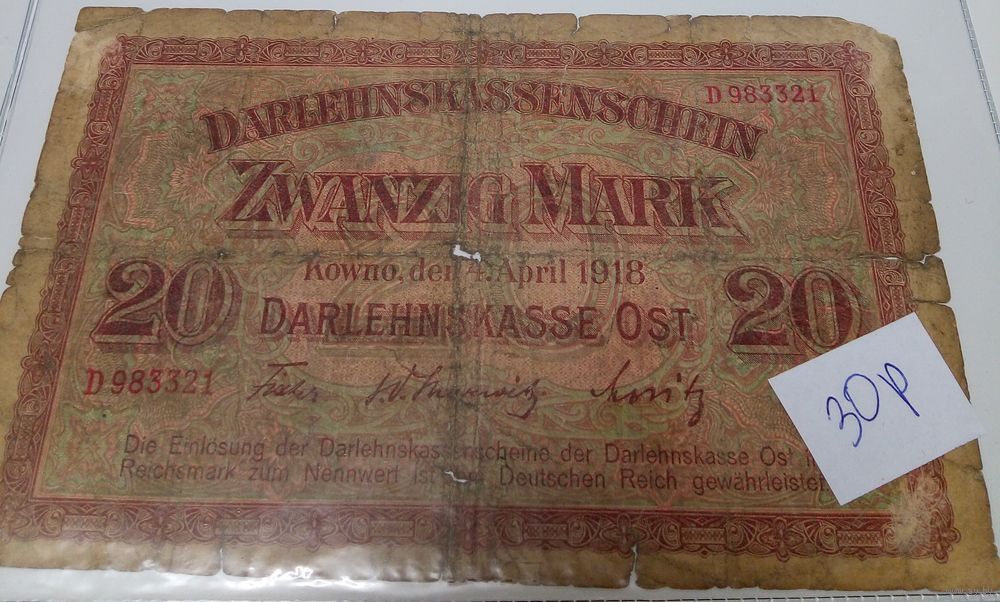 D 983321
DARLEHNSKASSENSCHEIN
ZWANZIG MARK
Kowno, den 4. April 1918
20 DARLEHNSKASSE OST 20
D 983321
30р
Die Einlösung der Darlehnskassenscheine der Darlehnskasse Ost
Reichsmark zum Nennwert ist Deutschen Reich gewährleistet